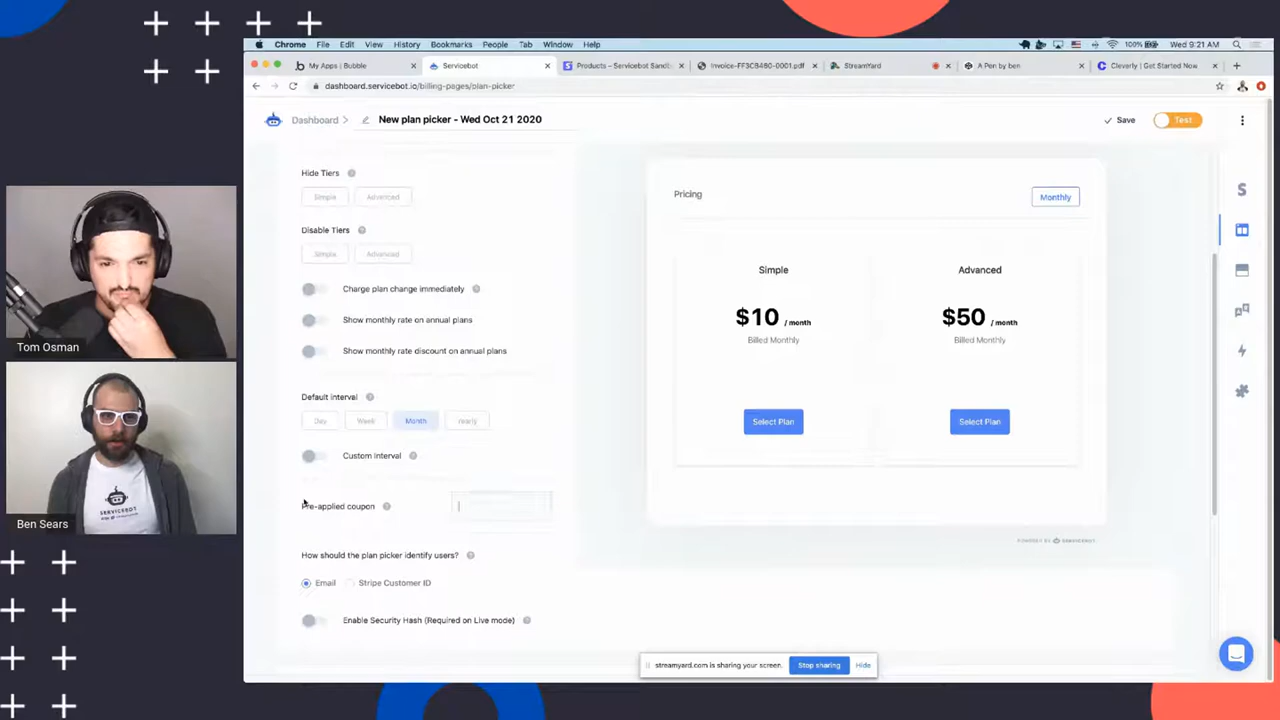 Chrome File Edit View History Bookmarks People Tab Window Help
100% Wed 9:21 AM
My Apps | Bubble
Servicebot
Products – Servicebot Sandb
Invoice-FF3CB480-0001.pdf
StreamYard
A Pen by ben
Cleverly | Get Started Now
dashboard.servicebot.io/billing-pages/plan-picker
Dashboard
New plan picker - Wed Oct 21 2020
Save
Test
Hide Tiers
Simple Advanced
Disable Tiers
Simple Advanced
Charge plan change immediately
Show monthly rate on annual plans
Show monthly rate discount on annual plans
Default interval
Day Week Month Yearly
Custom interval
Pre-applied coupon
How should the plan picker identify users?
Email Stripe Customer ID
Enable Security Hash (Required on Live mode)
Pricing
Monthly
Simple
$10 / month
Billed Monthly
Select Plan
Advanced
$50 / month
Billed Monthly
Select Plan
POWERED BY SERVICEBOT
streamyard.com is sharing your screen.
Stop sharing
Hide
Tom Osman
SERVICEBOT
Ben Sears